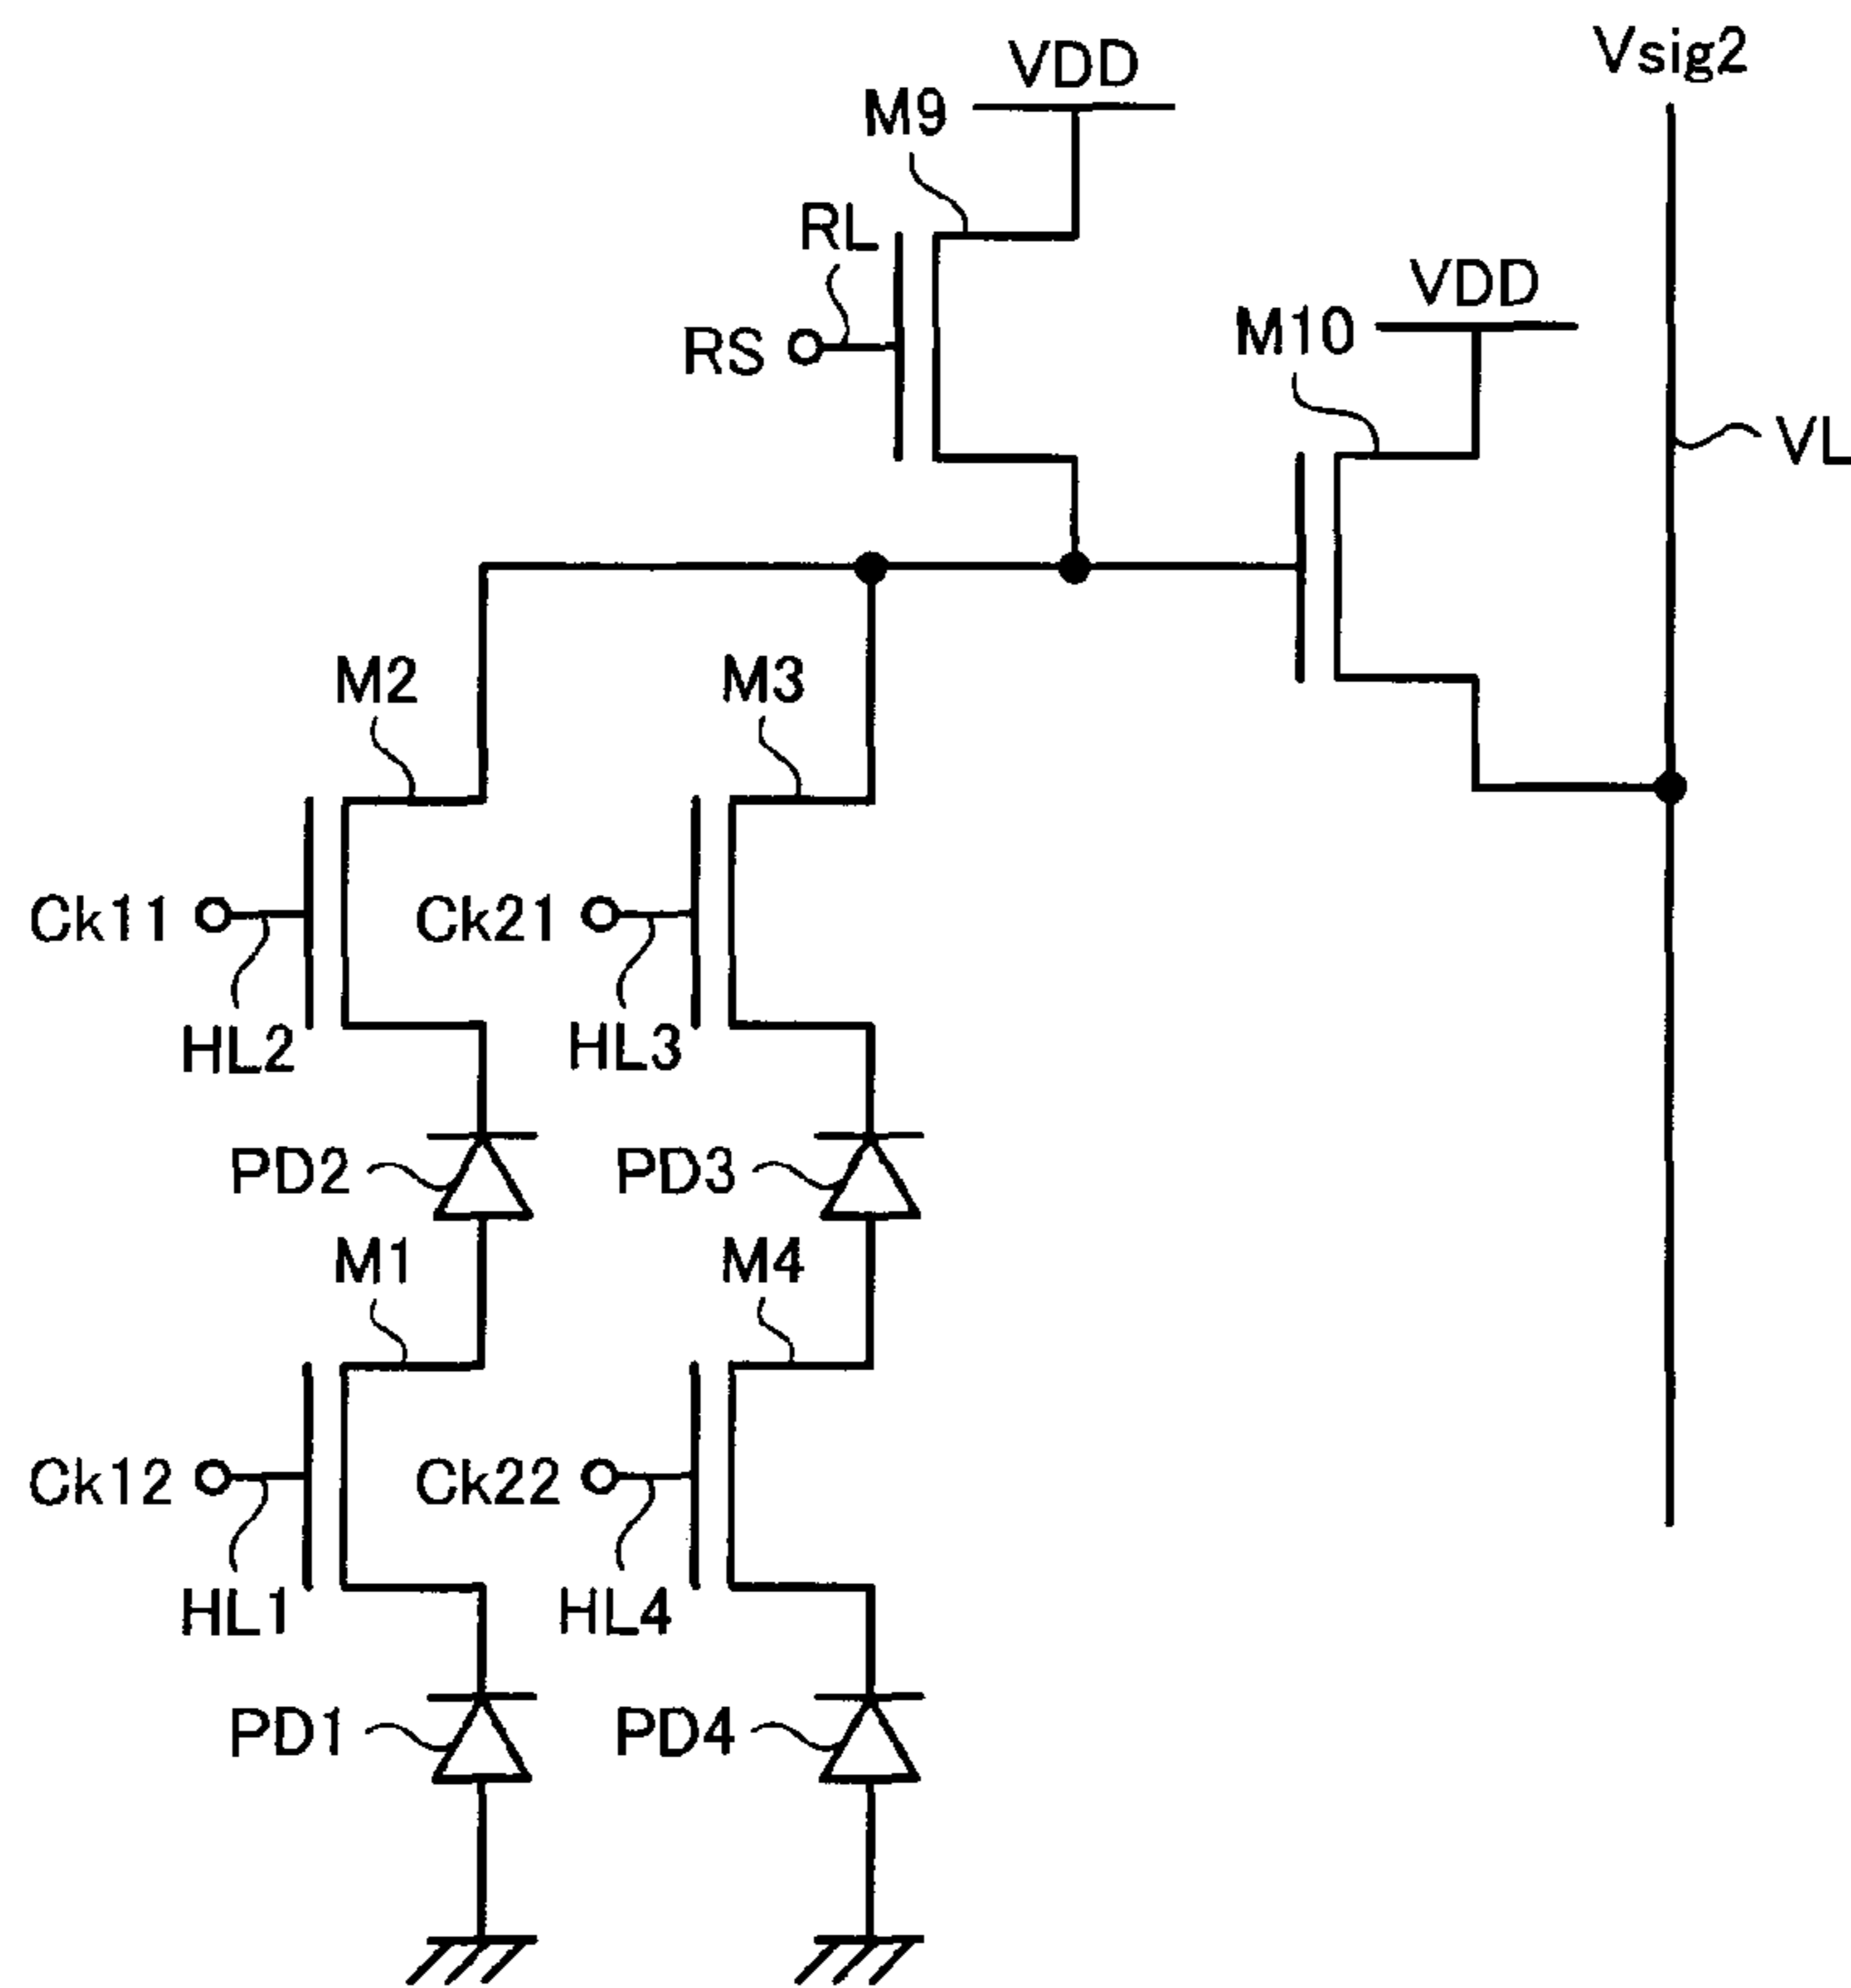 Vsig2
VDD
M9
RL
RS
VDD
M10
VL
M2
M3
Ck11
Ck21
HL2
HL3
PD2
PD3
M1
M4
Ck12
Ck22
HL1
HL4
PD1
PD4